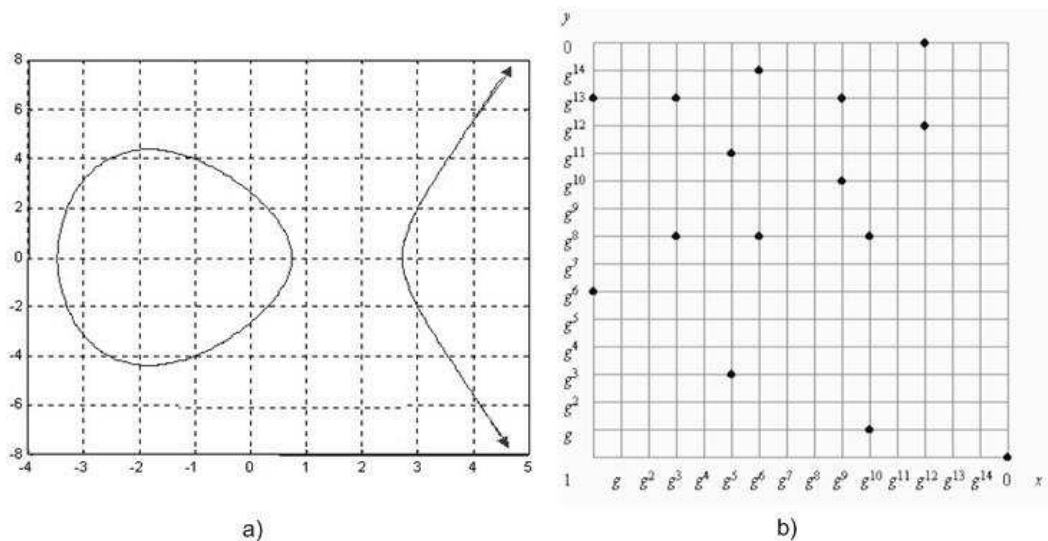 8
6
4
2
0
-2
-4
-6
-8
-4 -3 -2 -1 0 1 2 3 4 5
a)
y
0
g¹⁴
g¹³
g¹²
g¹¹
g¹⁰
g⁹
g⁸
g⁷
g⁶
g⁵
g⁴
g³
g²
g
1 g g² g³ g⁴ g⁵ g⁶ g⁷ g⁸ g⁹ g¹⁰ g¹¹ g¹² g¹³ g¹⁴ 0 x
b)